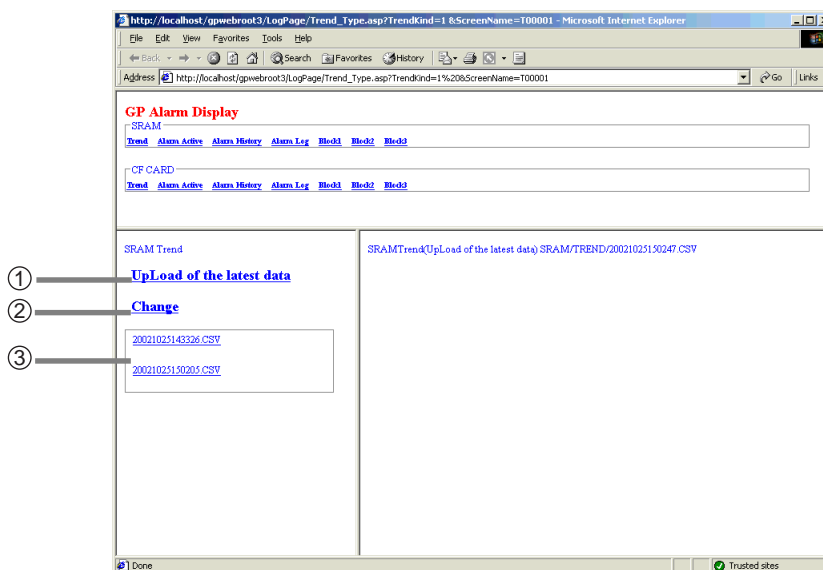 http://localhost/gpwebroot3/LogPage/Trend_Type.asp?TrendKind=1 &ScreenName=T00001 - Microsoft Internet Explorer
File Edit View Favorites Tools Help
Back Search Favorites History
Address http://localhost/gpwebroot3/LogPage/Trend_Type.asp?TrendKind=1%20&ScreenName=T00001 Go Links
GP Alarm Display
SRAM
Trend Alarm Active Alarm History Alarm Log Block1 Block2 Block3
CF CARD
Trend Alarm Active Alarm History Alarm Log Block1 Block2 Block3
SRAM Trend
SRAMTrend(UpLoad of the latest data) SRAM/TREND/20021025150247.CSV
① UpLoad of the latest data
② Change
20021025143326.CSV
③
20021025150205.CSV
Done Trusted sites